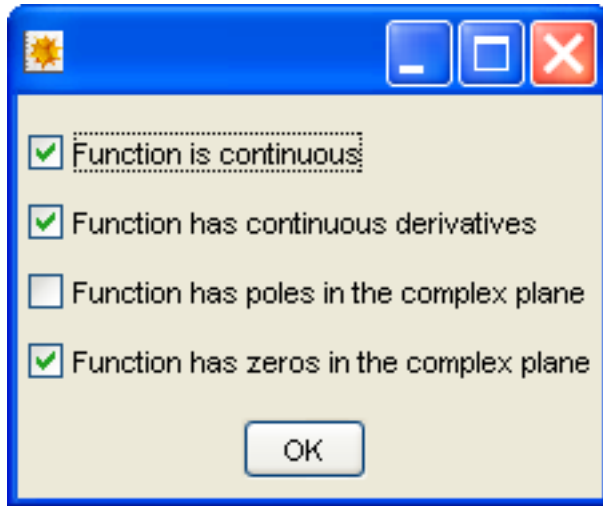 Function is continuous
Function has continuous derivatives
Function has poles in the complex plane
Function has zeros in the complex plane
OK